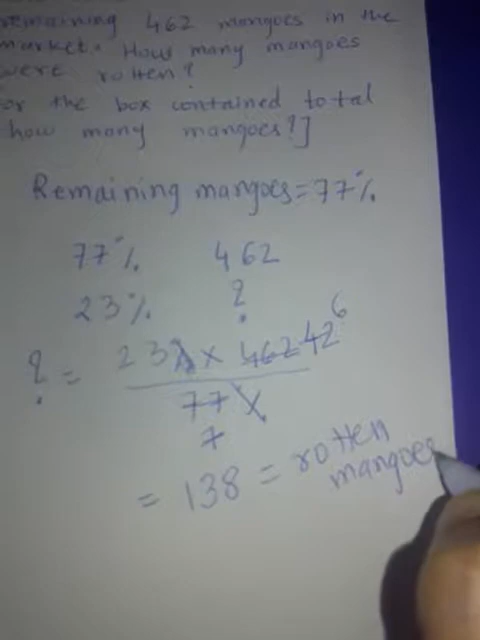 remaining 462 mangoes in the
market. How many mangoes
were rotten?
or the box contained total
how many mangoes?]
Remaining mangoes=77%
77% 462
23% ?
? = 23% × 462 42 6
77%
7
= 138 = rotten
mangoes